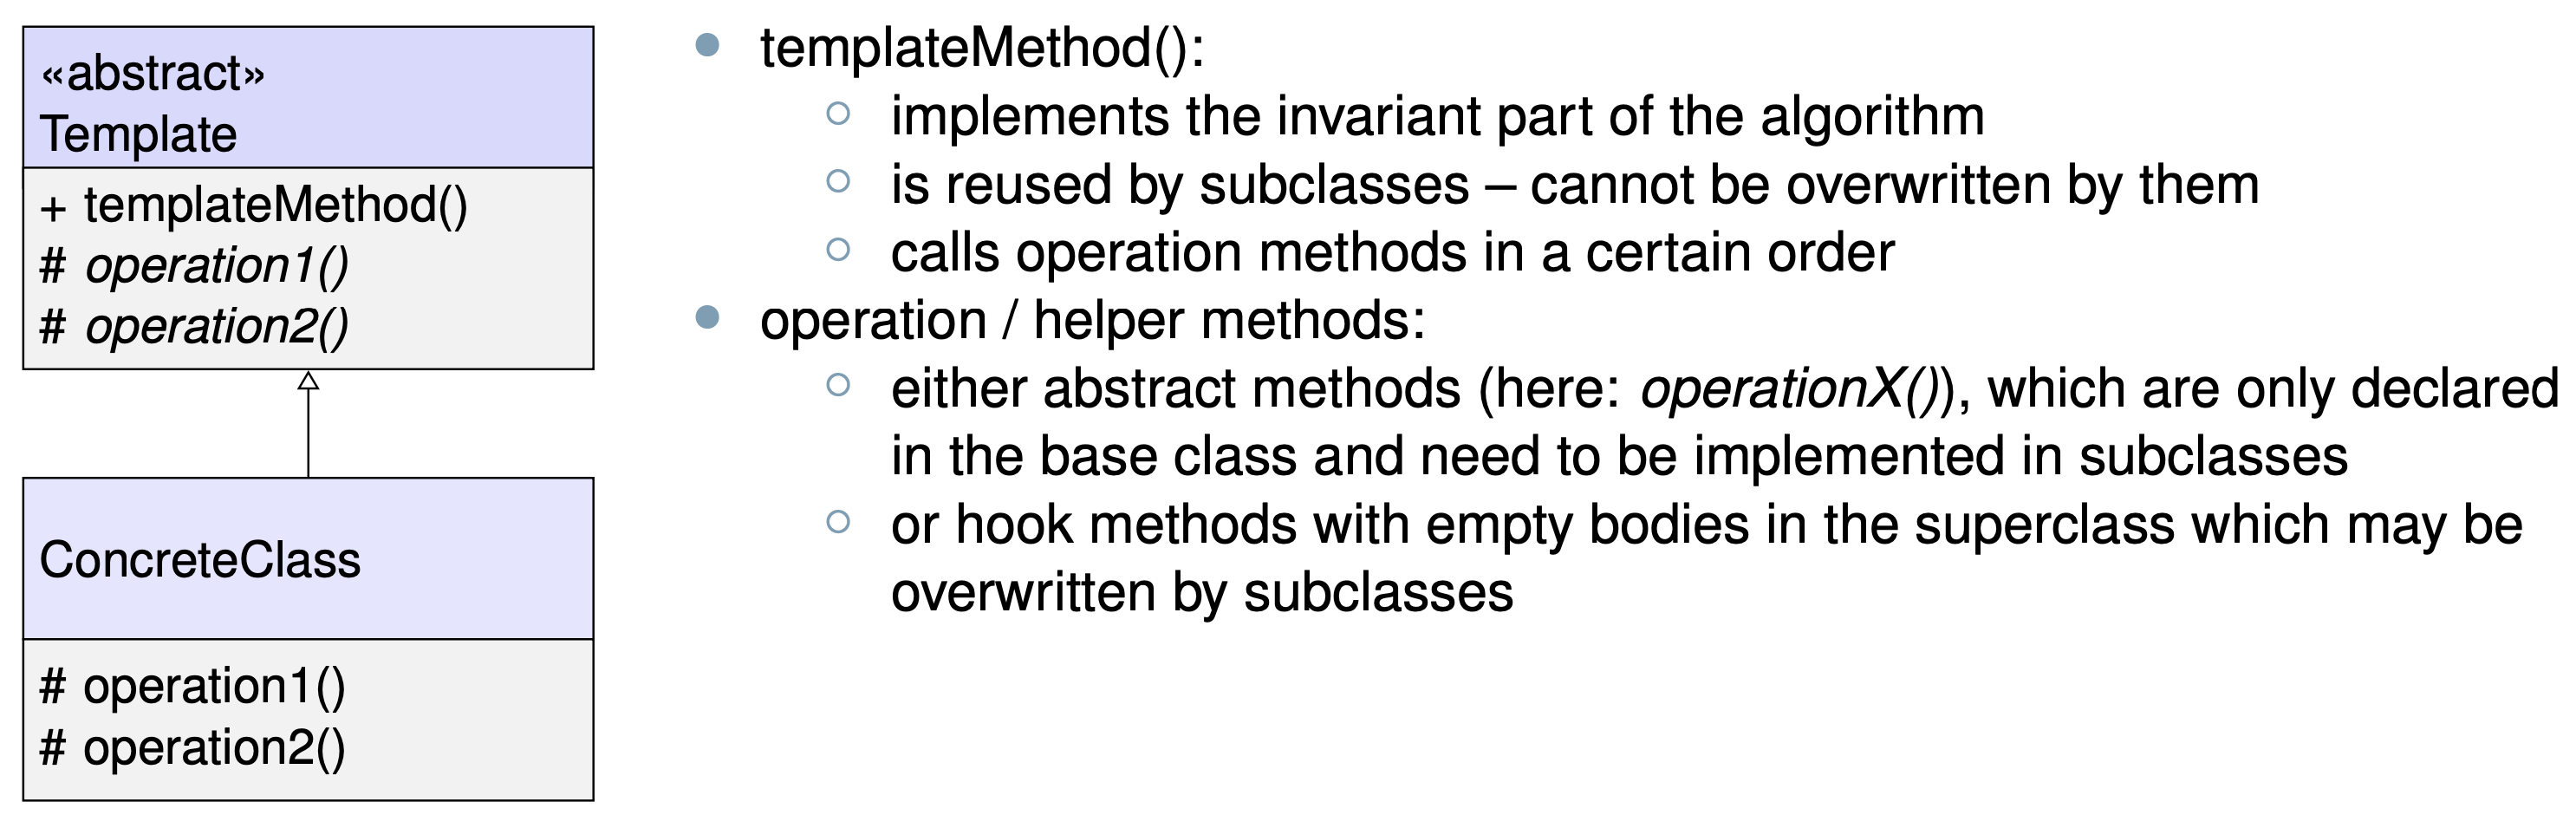 «abstract»
Template
+ templateMethod()
# operation1()
# operation2()
ConcreteClass
# operation1()
# operation2()
templateMethod():
implements the invariant part of the algorithm
is reused by subclasses – cannot be overwritten by them
calls operation methods in a certain order
operation / helper methods:
either abstract methods (here: operationX()), which are only declared
in the base class and need to be implemented in subclasses
or hook methods with empty bodies in the superclass which may be
overwritten by subclasses